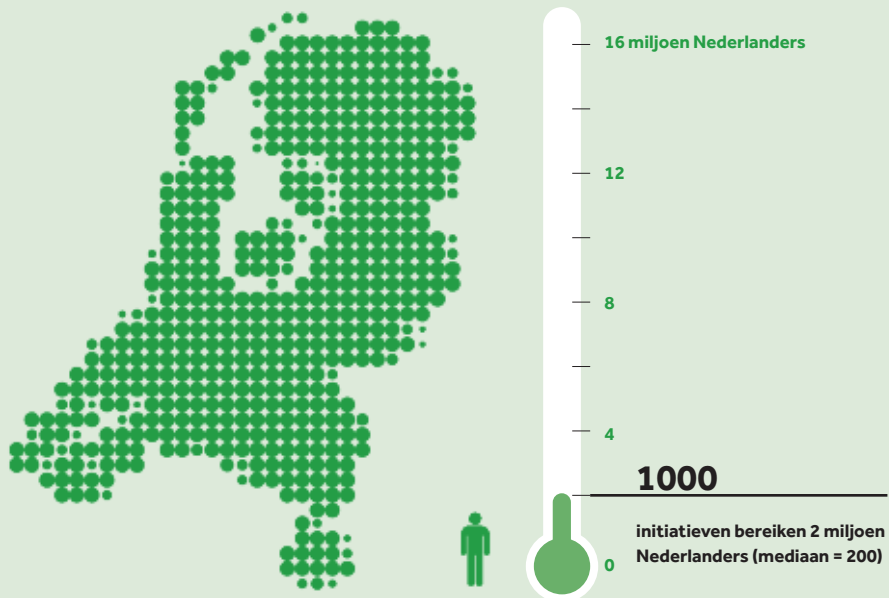 16 miljoen Nederlanders
12
8
4
1000
initiatieven bereiken 2 miljoen
Nederlanders (mediaan = 200)
0